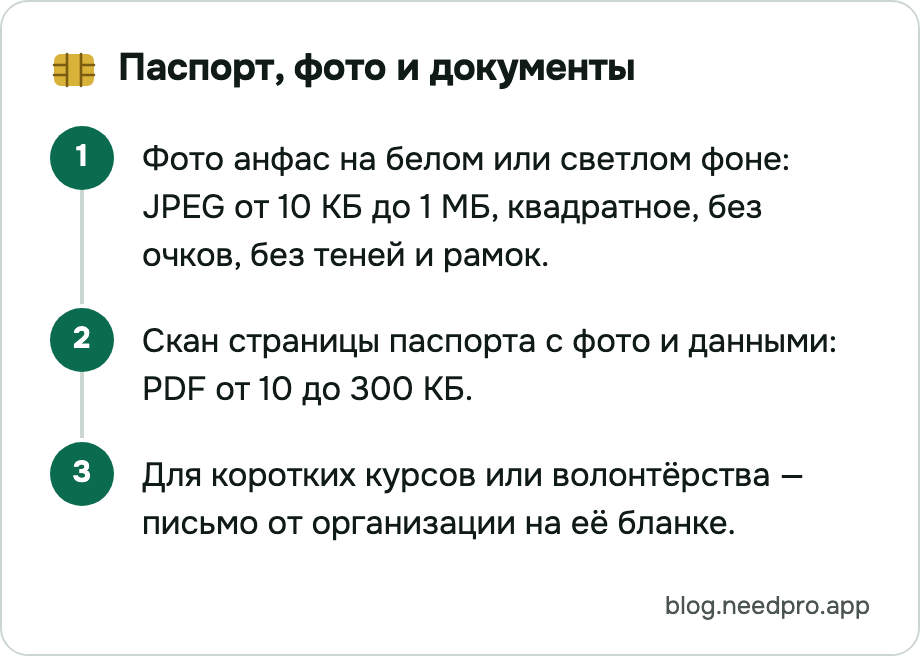 Паспорт, фото и документы
1
Фото анфас на белом или светлом фоне:
JPEG от 10 КБ до 1 МБ, квадратное, без
очков, без теней и рамок.
2
Скан страницы паспорта с фото и данными:
PDF от 10 до 300 КБ.
3
Для коротких курсов или волонтёрства —
письмо от организации на её бланке.
blog.needpro.app